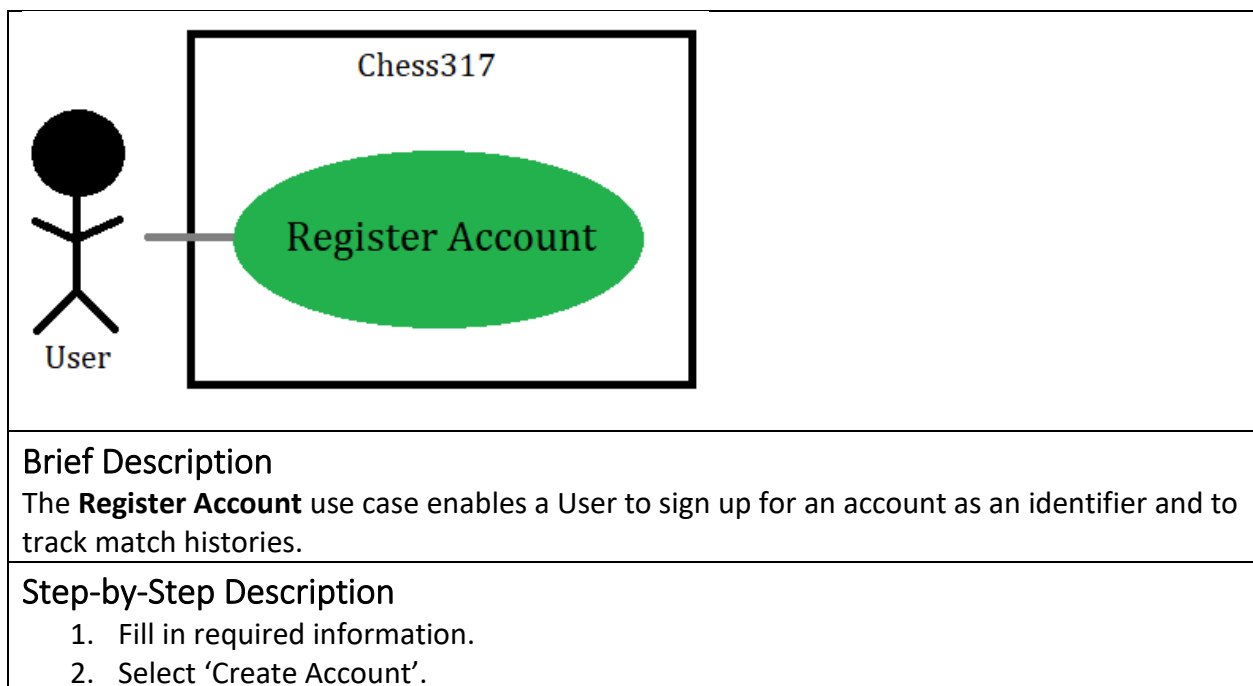 Chess317
Register Account
User
Brief Description
The Register Account use case enables a User to sign up for an account as an identifier and to
track match histories.
Step-by-Step Description
1. Fill in required information.
2. Select ‘Create Account’.